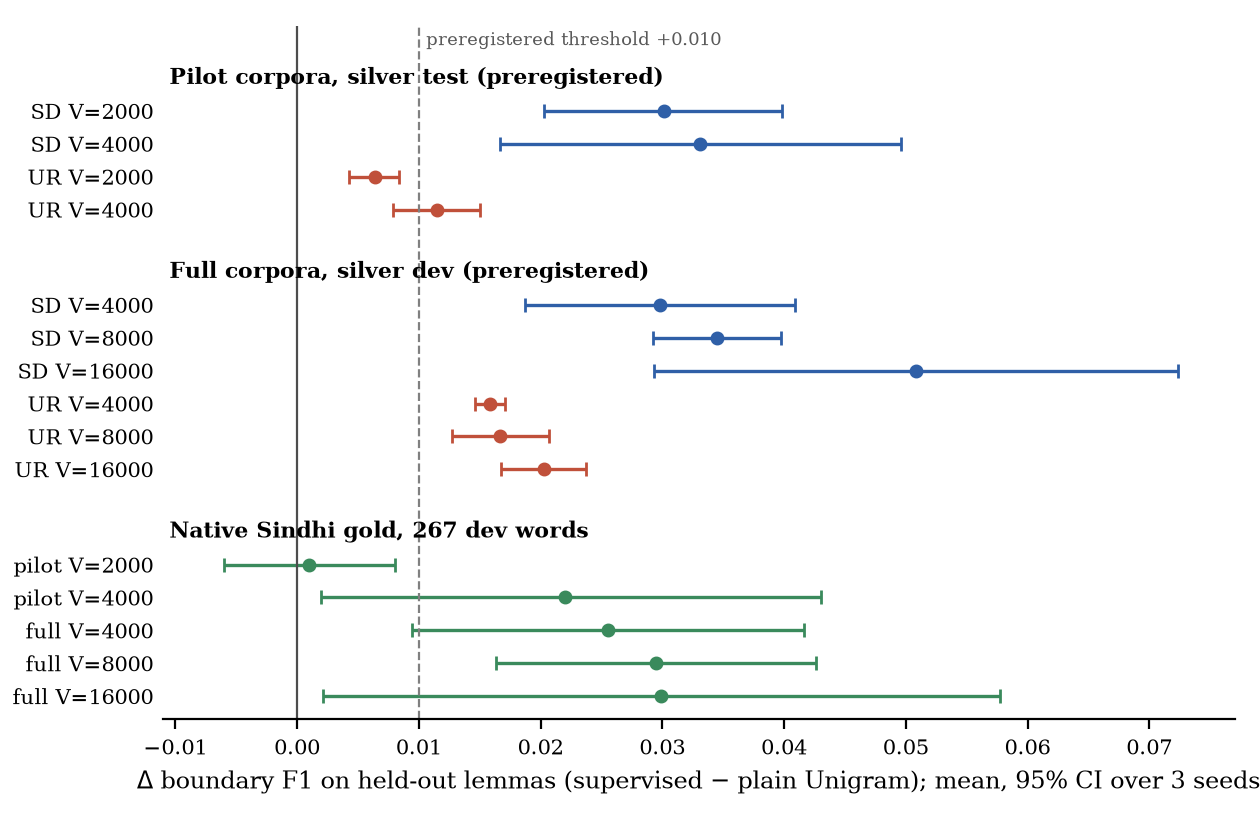 preregistered threshold +0.010
Pilot corpora, silver test (preregistered)
SD V=2000
SD V=4000
UR V=2000
UR V=4000
Full corpora, silver dev (preregistered)
SD V=4000
SD V=8000
SD V=16000
UR V=4000
UR V=8000
UR V=16000
Native Sindhi gold, 267 dev words
pilot V=2000
pilot V=4000
full V=4000
full V=8000
full V=16000
−0.01 0.00 0.01 0.02 0.03 0.04 0.05 0.06 0.07
Δ boundary F1 on held-out lemmas (supervised − plain Unigram); mean, 95% CI over 3 seeds